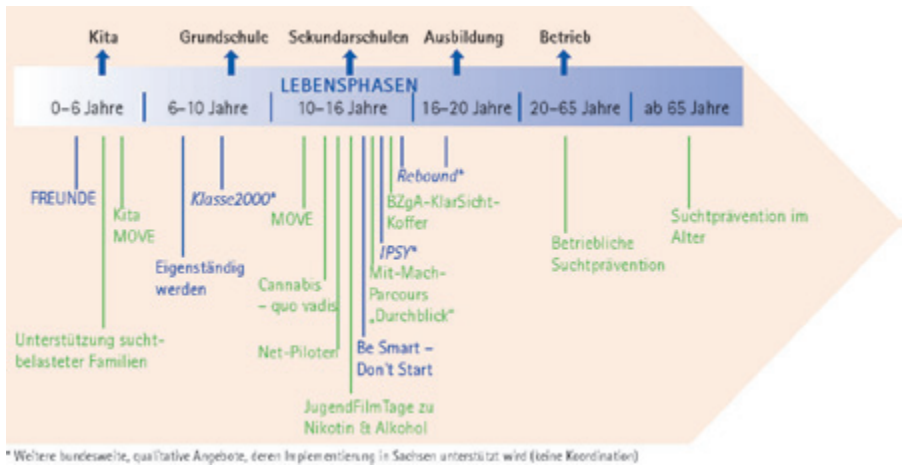 Kita Grundschule Sekundarschulen Ausbildung Betrieb
LEBENSPHASEN
0–6 Jahre 6–10 Jahre 10–16 Jahre 16–20 Jahre 20–65 Jahre ab 65 Jahre
FREUNDE
Kita
MOVE
Unterstützung sucht-
belasteter Familien
Klasse2000*
Eigenständig
werden
MOVE
Cannabis
– quo vadis
Net-Piloten
JugendFilmTage zu
Nikotin & Alkohol
Be Smart –
Don't Start
Mit-Mach-
Parcours
„Durchblick“
IPSY*
BZgA-KlarSicht-
Koffer
Rebound*
Betriebliche
Suchtprävention
Suchtprävention im
Alter
* Weitere bundesweite, qualitative Angebote, deren Implementierung in Sachsen unterstützt wird (keine Koordination)